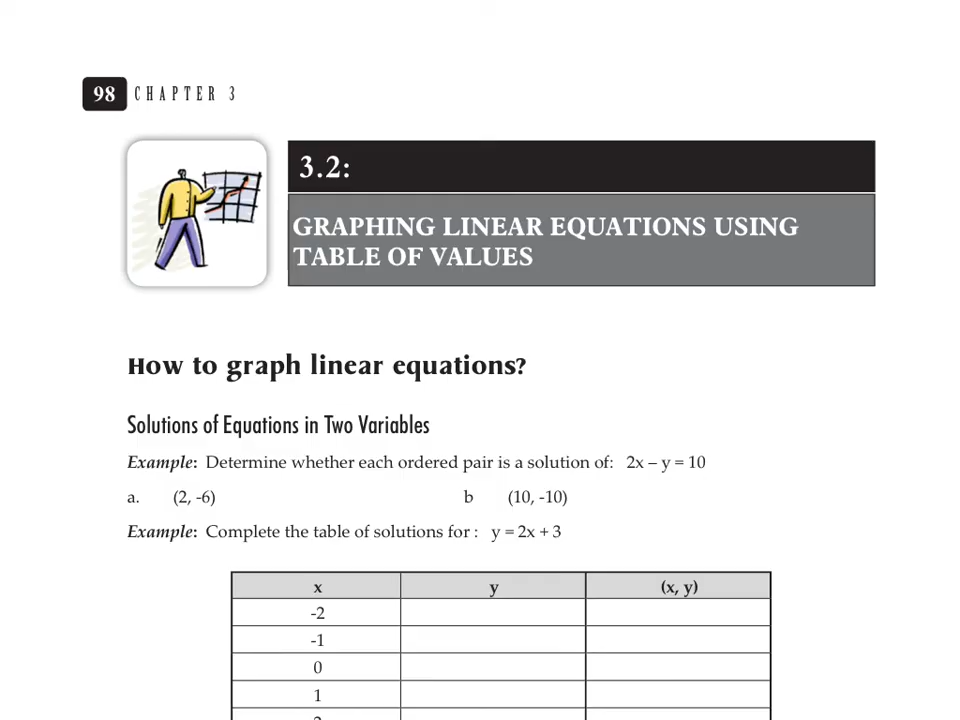 98 CHAPTER 3
3.2:
GRAPHING LINEAR EQUATIONS USING
TABLE OF VALUES
How to graph linear equations?
Solutions of Equations in Two Variables
Example: Determine whether each ordered pair is a solution of: 2x – y = 10
a. (2, -6) b (10, -10)
Example: Complete the table of solutions for : y = 2x + 3
x y (x, y)
-2
-1
0
1